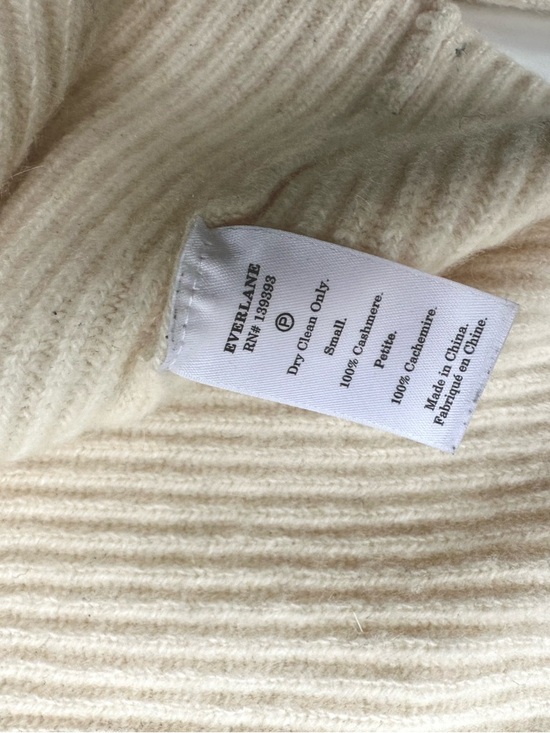 EVERLANE
RN# 139393
Ⓟ
Dry Clean Only.
Small.
100% Cashmere.
Petite.
100% Cachemire.
Made in China.
Fabriqué en Chine.